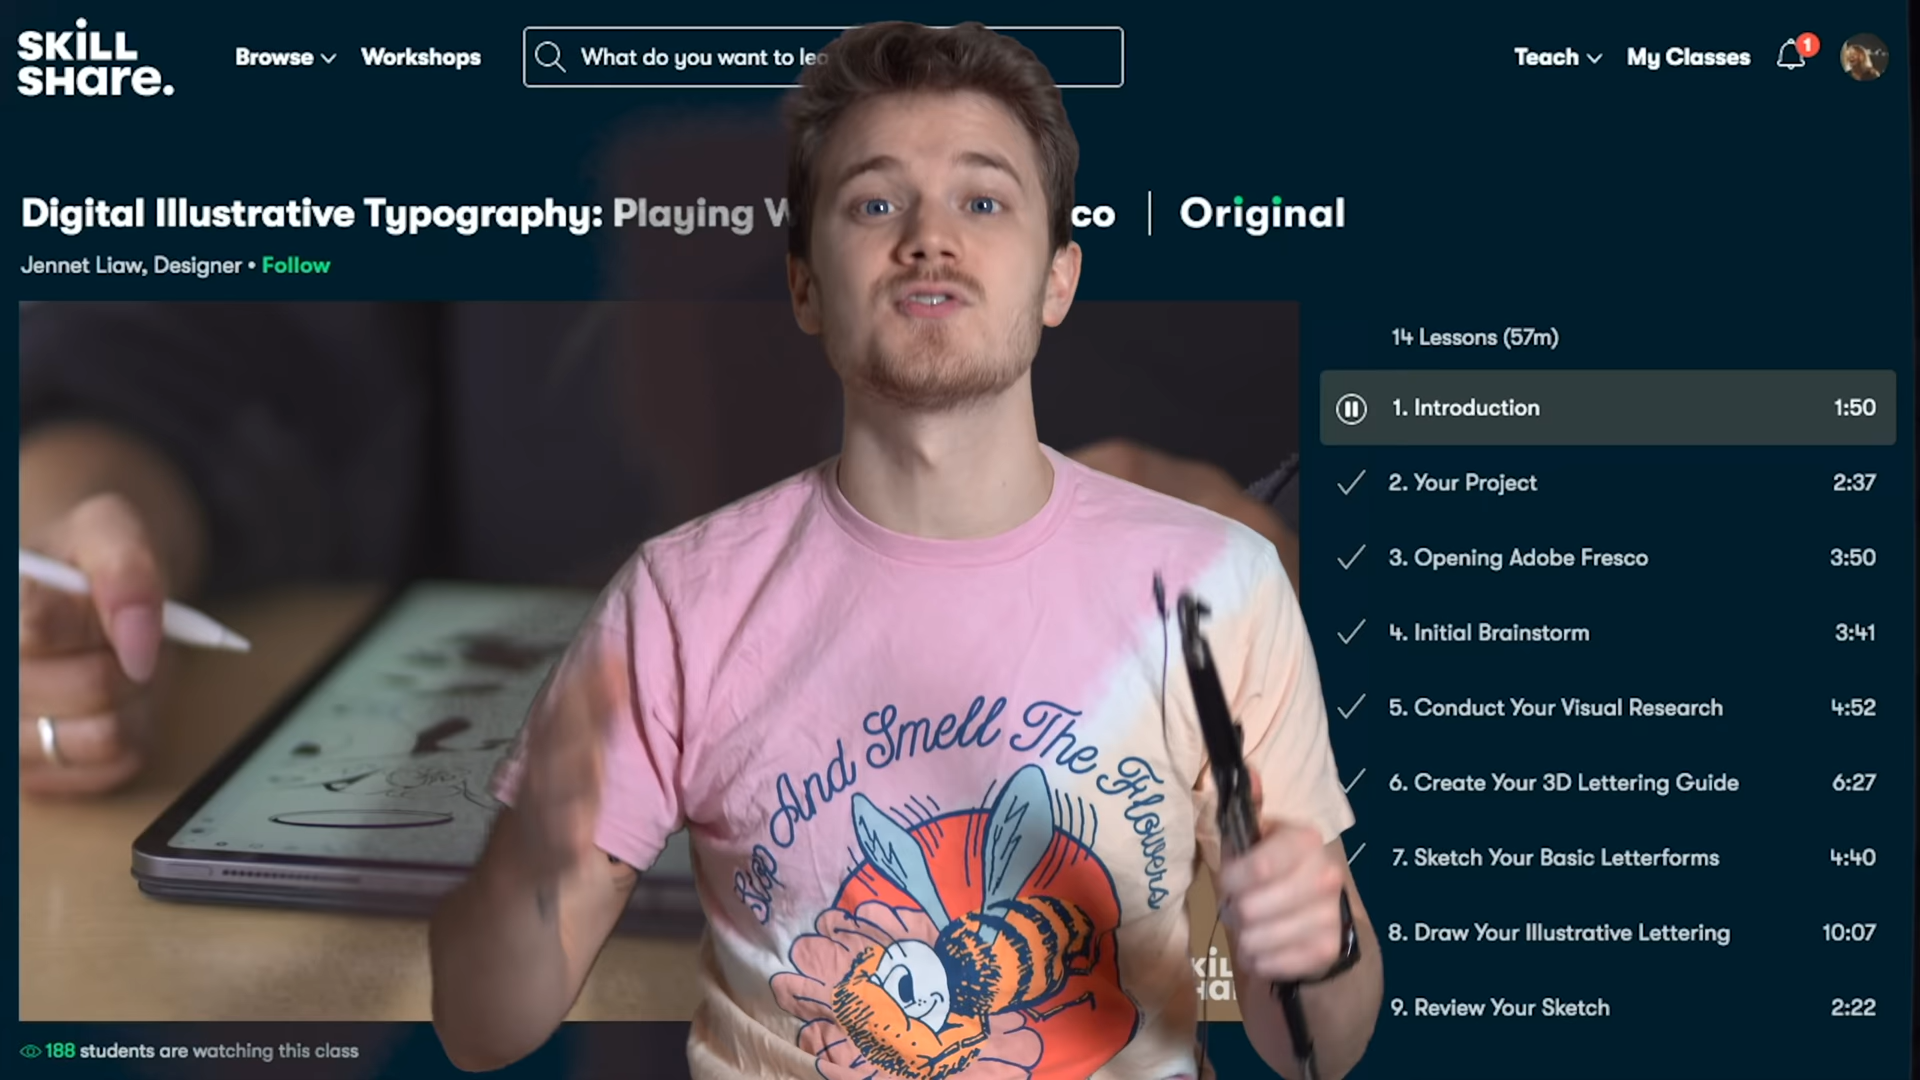 SKILL
SHare.
Browse
Workshops
What do you want to
Teach
My Classes
1
Digital Illustrative Typography: Playing
co
Original
Jennet Liaw, Designer • Follow
14 Lessons (57m)
1. Introduction 1:50
2. Your Project 2:37
3. Opening Adobe Fresco 3:50
4. Initial Brainstorm 3:41
5. Conduct Your Visual Research 4:52
6. Create Your 3D Lettering Guide 6:27
7. Sketch Your Basic Letterforms 4:40
8. Draw Your Illustrative Lettering 10:07
9. Review Your Sketch 2:22
Stop And Smell The Flowers
188 students are watching this class